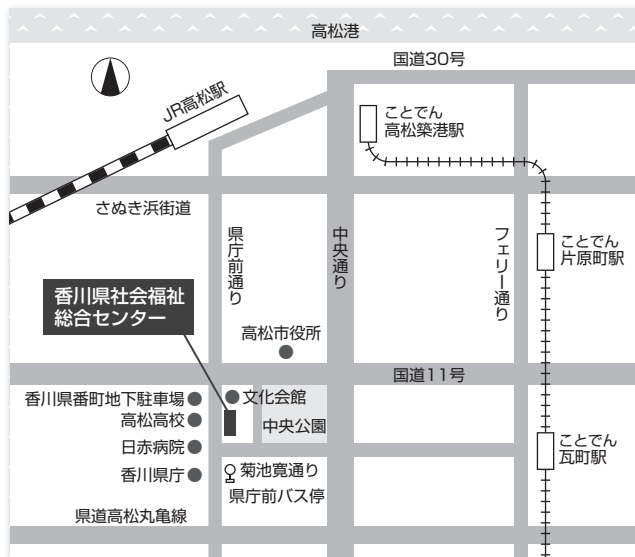 高松港
国道30号
JR高松駅
ことでん
高松築港駅
さぬき浜街道
県庁前通り
中央通り
フェリー通り
ことでん
片原町駅
香川県社会福祉
総合センター
高松市役所
国道11号
香川県番町地下駐車場
文化会館
高松高校
中央公園
日赤病院
ことでん
瓦町駅
香川県庁
菊池寛通り
県庁前バス停
県道高松丸亀線